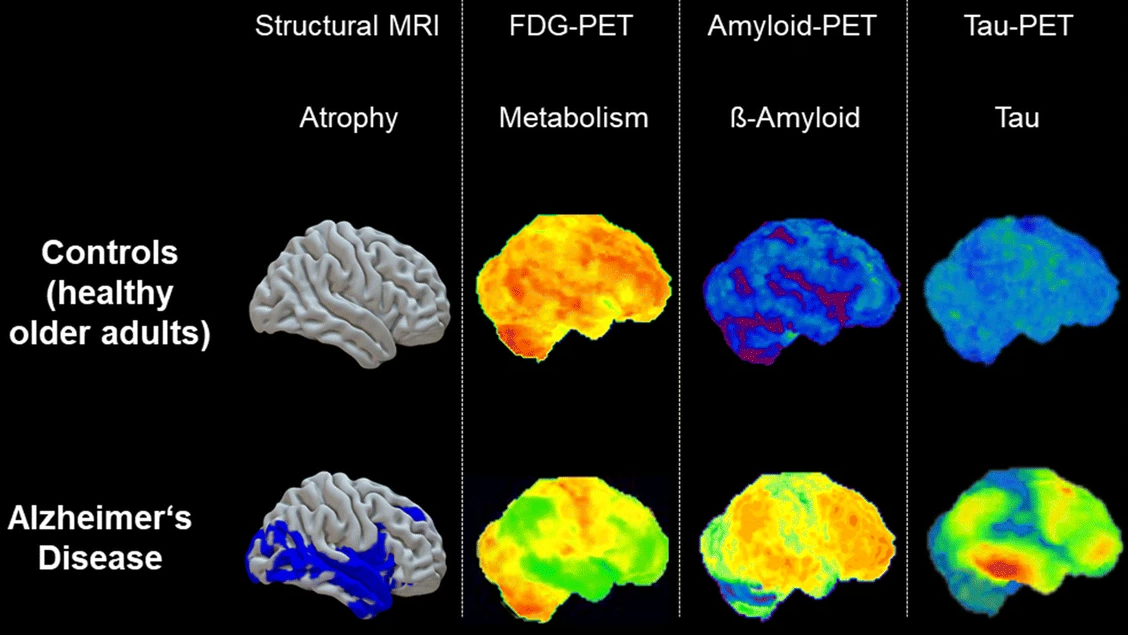 Structural MRI
FDG-PET
Amyloid-PET
Tau-PET
Atrophy
Metabolism
ß-Amyloid
Tau
Controls
(healthy
older adults)
Alzheimer‘s
Disease